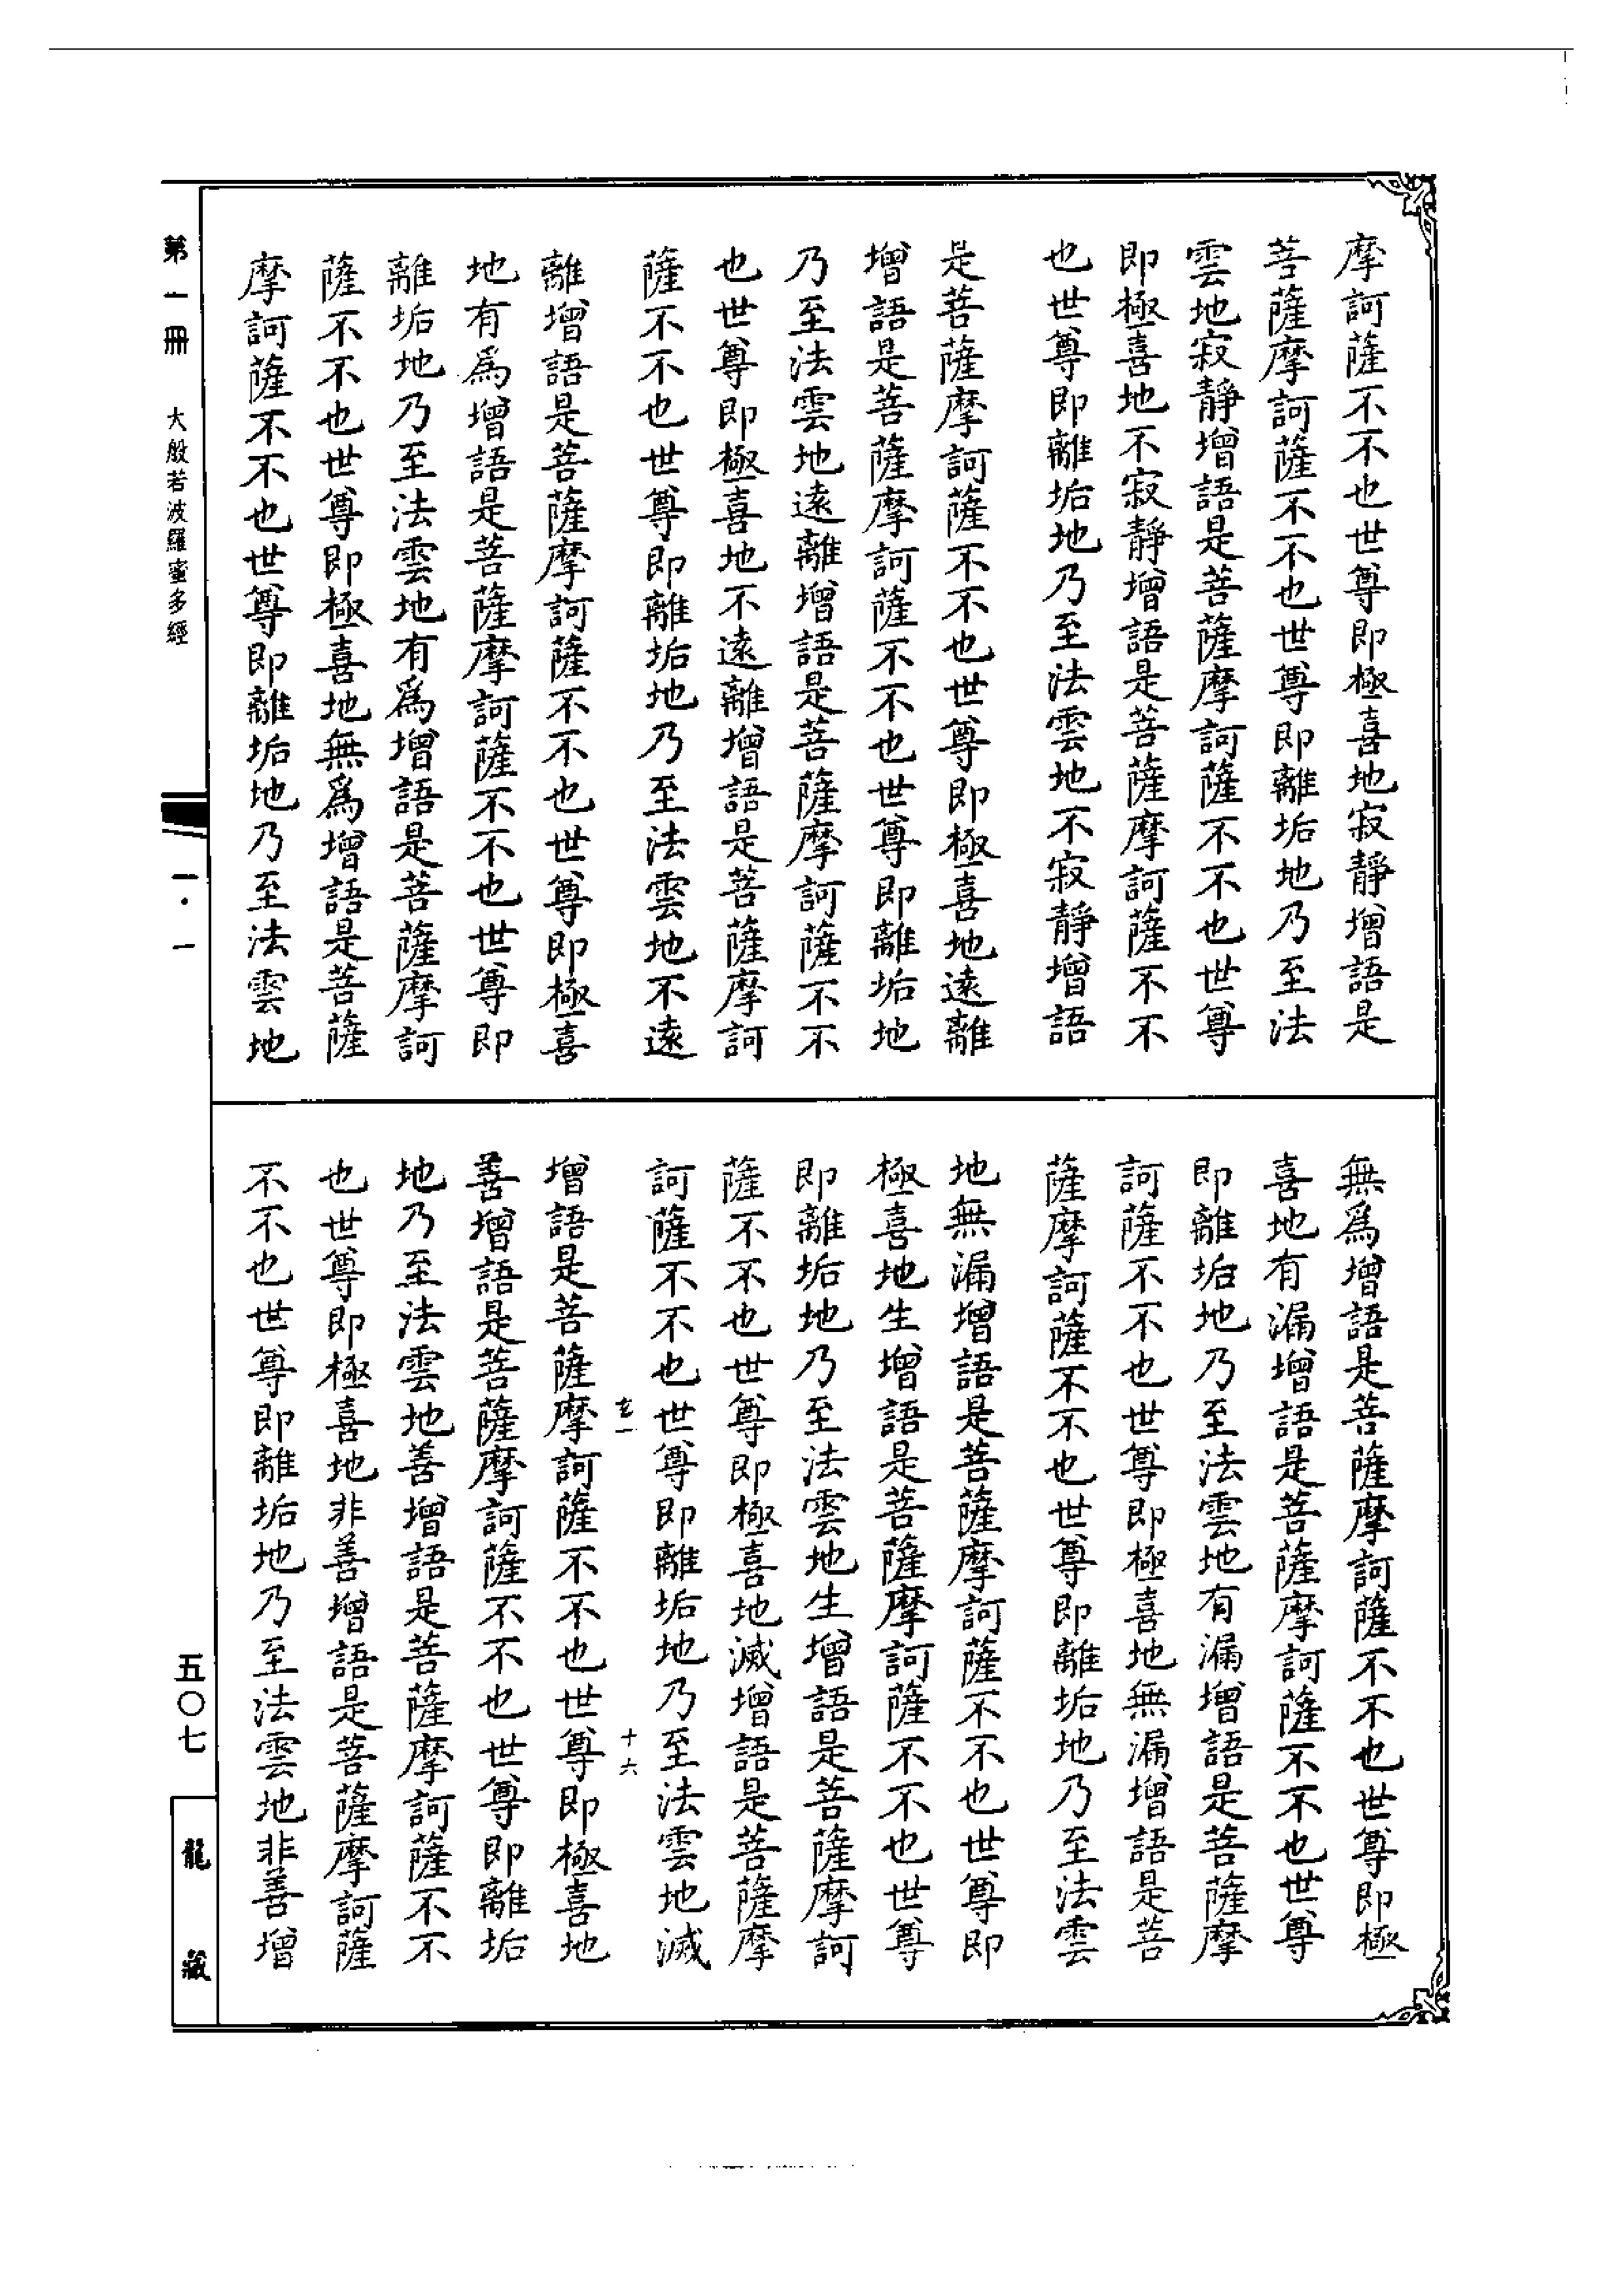 摩訶薩不不也世尊即極喜地寂靜增語是
菩薩摩訶薩不不也世尊即離垢地乃至法
雲地寂靜增語是菩薩摩訶薩不不也世尊
即極喜地不寂靜增語是菩薩摩訶薩不不
也世尊即離垢地乃至法雲地不寂靜增語
是菩薩摩訶薩不不也世尊即極喜地遠離
增語是菩薩摩訶薩不不也世尊即離垢地
乃至法雲地遠離增語是菩薩摩訶薩不不
也世尊即極喜地不遠離增語是菩薩摩訶
薩不不也世尊即離垢地乃至法雲地不遠
離增語是菩薩摩訶薩不不也世尊即極喜
地有爲增語是菩薩摩訶薩不不也世尊即
離垢地乃至法雲地有爲增語是菩薩摩訶
薩不不也世尊即極喜地無爲增語是菩薩
摩訶薩不不也世尊即離垢地乃至法雲地
無爲增語是菩薩摩訶薩不不也世尊即極
喜地有漏增語是菩薩摩訶薩不不也世尊
即離垢地乃至法雲地有漏增語是菩薩摩
訶薩不不也世尊即極喜地無漏增語是菩
薩摩訶薩不不也世尊即離垢地乃至法雲
地無漏增語是菩薩摩訶薩不不也世尊即
極喜地生增語是菩薩摩訶薩不不也世尊
即離垢地乃至法雲地生增語是菩薩摩訶
薩不不也世尊即極喜地滅增語是菩薩摩
訶薩不不也世尊即離垢地乃至法雲地滅
玄一 十六
增語是菩薩摩訶薩不不也世尊即極喜地
善增語是菩薩摩訶薩不不也世尊即離垢
地乃至法雲地善增語是菩薩摩訶薩不不
也世尊即極喜地非善增語是菩薩摩訶薩
不不也世尊即離垢地乃至法雲地非善增
第一冊 大般若波羅蜜多經 一·一 五〇七 龍藏